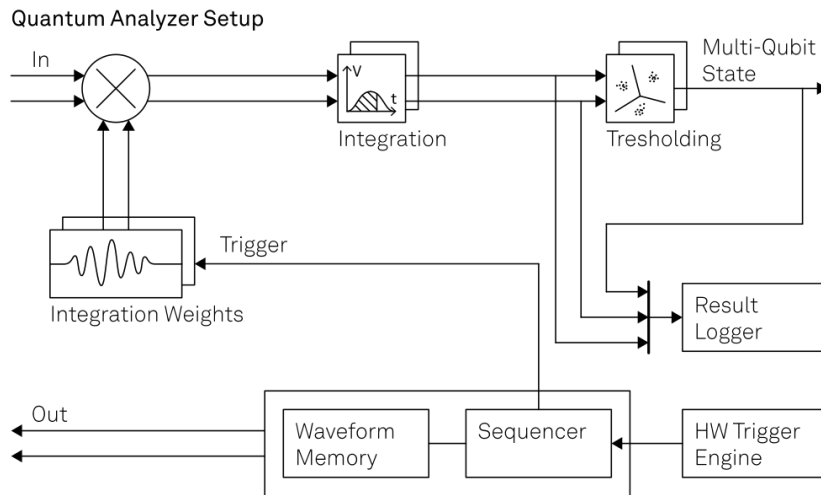 Quantum Analyzer Setup
In
Multi-Qubit
State
V
t
Integration
Tresholding
Trigger
Integration Weights
Result
Logger
Out
Waveform
Memory
Sequencer
HW Trigger
Engine